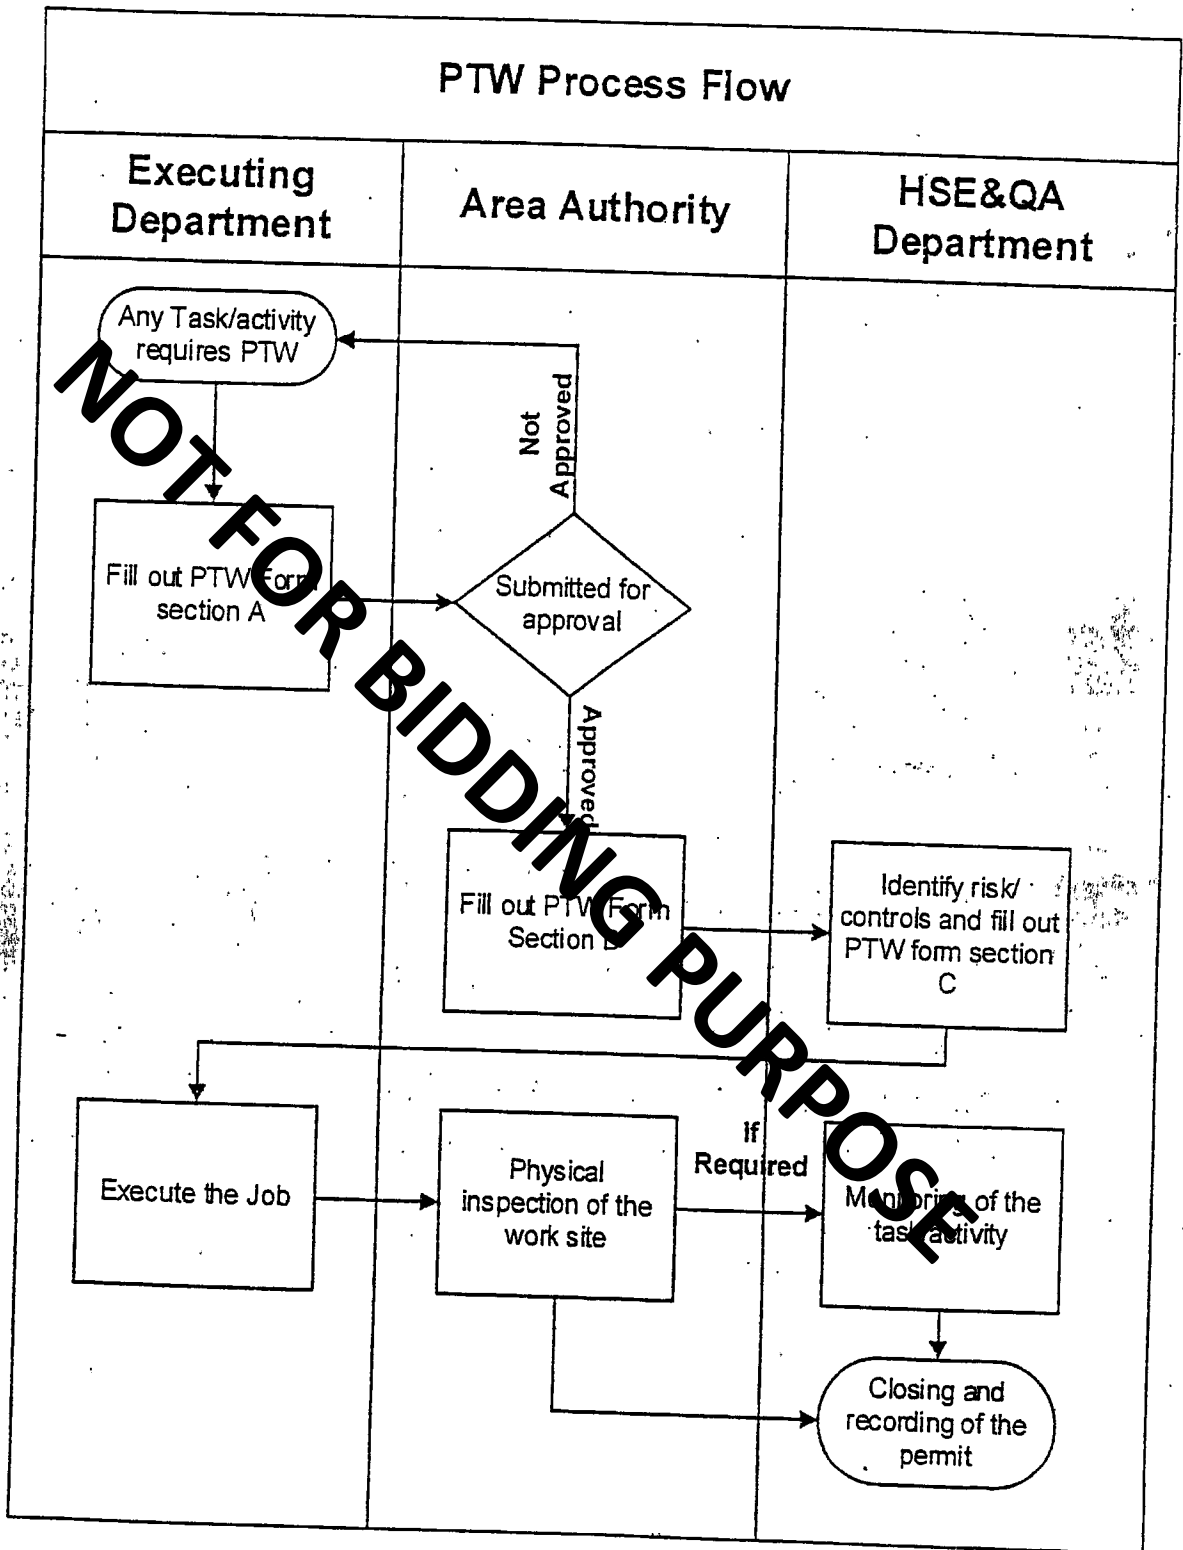 PTW Process Flow
Executing
Department
Area Authority
HSE&QA
Department
Any Task/activity
requires PTW
Not
Approved
Fill out PTW Form
section A
Submitted for
approval
Approved
Fill out PTW Form
Section
Identify risk/
controls and fill out
PTW form section
C
Execute the Job
Physical
inspection of the
work site
If
Required
Monitoring of the
task/activity
Closing and
recording of the
permit
NOT FOR BIDDING PURPOSE